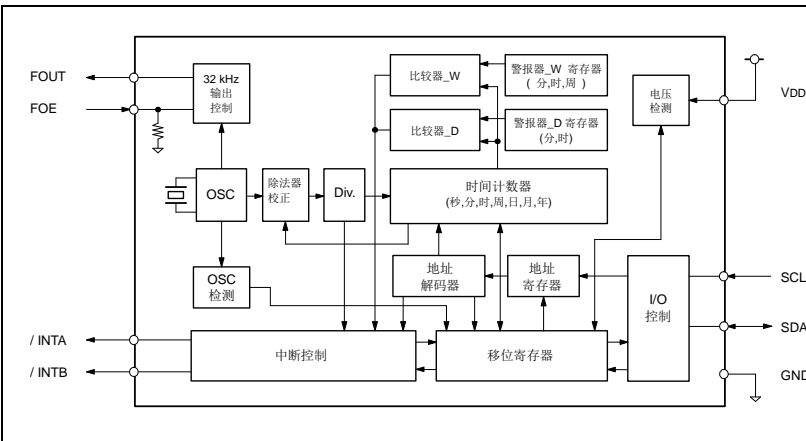 FOUT
FOE
32 kHz
输出
控制
比较器_W
警报器_W 寄存器
( 分,时,周 )
电压
检测
VDD
比较器_D
警报器_D 寄存器
(分,时)
OSC
除法器
校正
Div.
时间计数器
(秒,分,时,周,日,月,年)
OSC
检测
地址
解码器
地址
寄存器
I/O
控制
SCL
SDA
/ INTA
/ INTB
中断控制
移位寄存器
GND